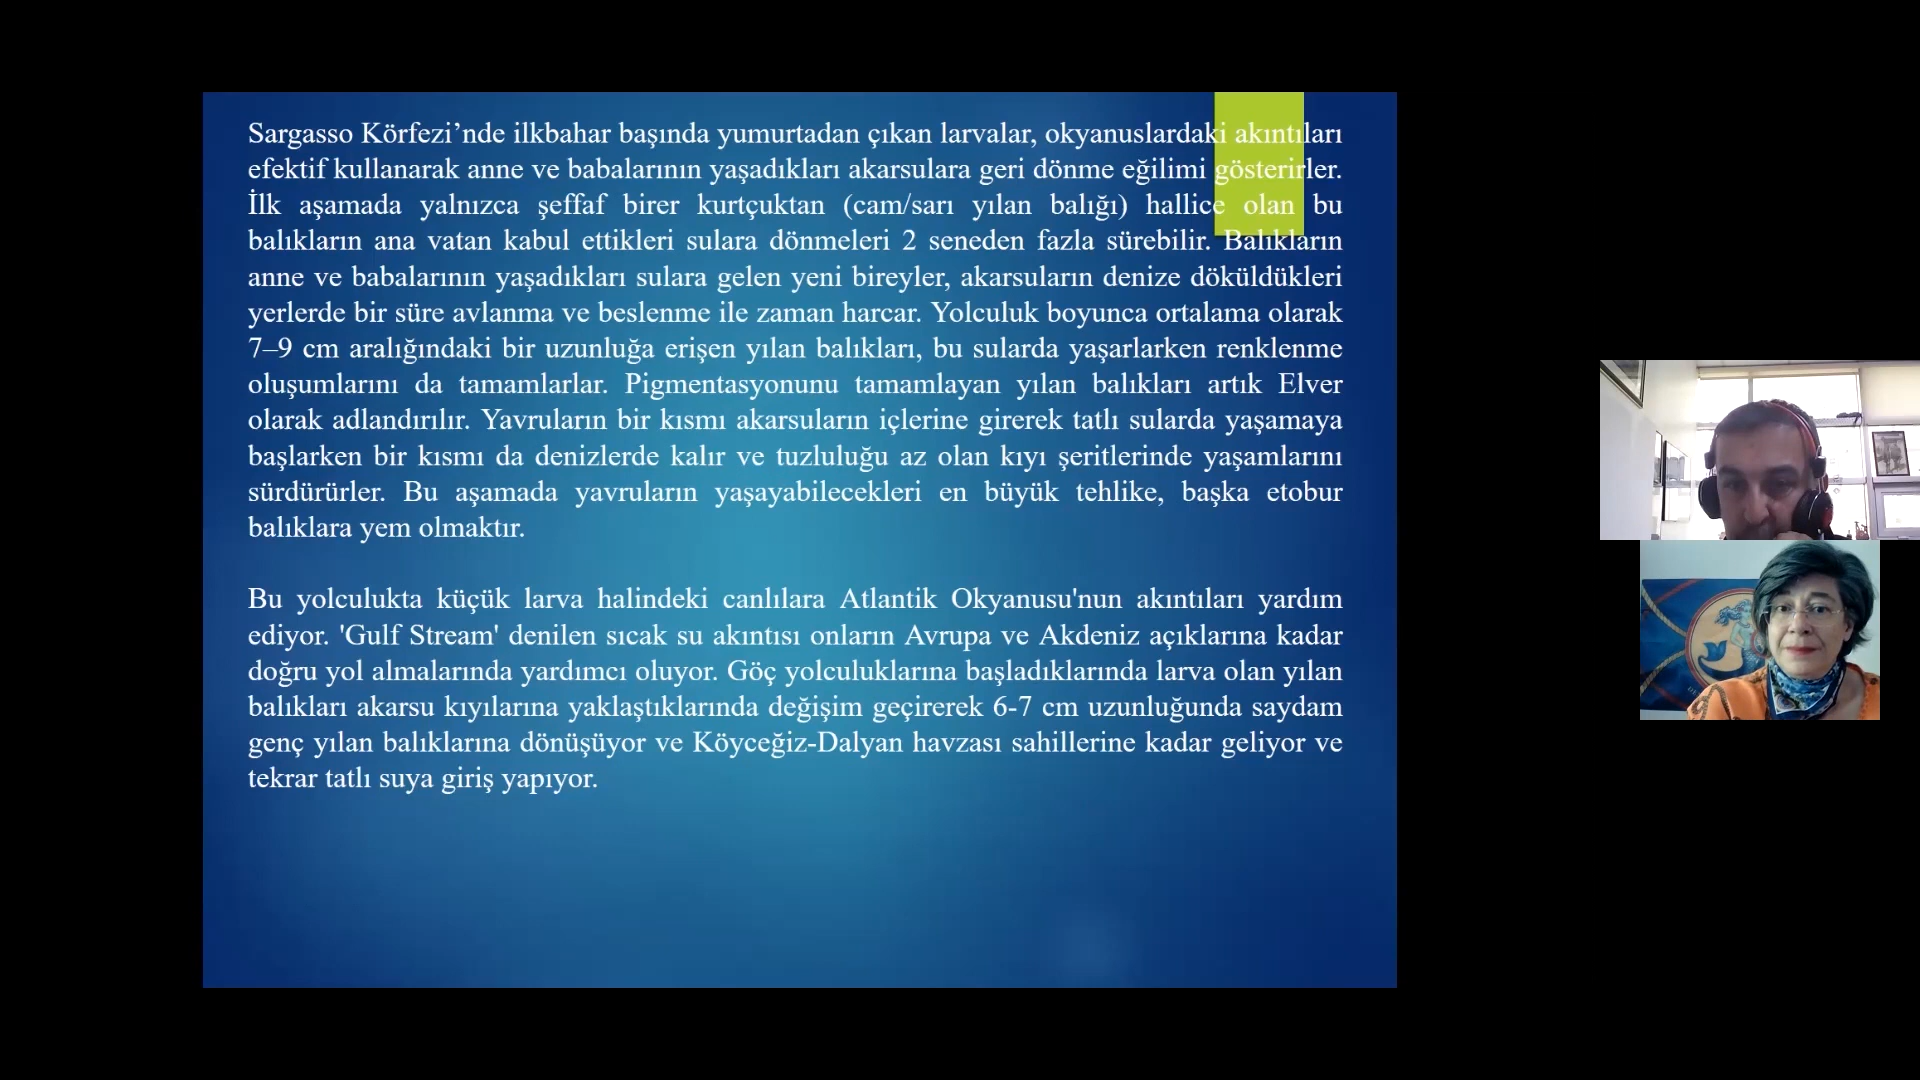 Sargasso Körfezi’nde ilkbahar başında yumurtadan çıkan larvalar, okyanuslardaki akıntıları
efektif kullanarak anne ve babalarının yaşadıkları akarsulara geri dönme eğilimi gösterirler.
İlk aşamada yalnızca şeffaf birer kurtçuktan (cam/sarı yılan balığı) hallice olan bu
balıkların ana vatan kabul ettikleri sulara dönmeleri 2 seneden fazla sürebilir. Balıkların
anne ve babalarının yaşadıkları sulara gelen yeni bireyler, akarsuların denize döküldükleri
yerlerde bir süre avlanma ve beslenme ile zaman harcar. Yolculuk boyunca ortalama olarak
7–9 cm aralığındaki bir uzunluğa erişen yılan balıkları, bu sularda yaşarlarken renklenme
oluşumlarını da tamamlarlar. Pigmentasyonunu tamamlayan yılan balıkları artık Elver
olarak adlandırılır. Yavruların bir kısmı akarsuların içlerine girerek tatlı sularda yaşamaya
başlarken bir kısmı da denizlerde kalır ve tuzluluğu az olan kıyı şeritlerinde yaşamlarını
sürdürürler. Bu aşamada yavruların yaşayabilecekleri en büyük tehlike, başka etobur
balıklara yem olmaktır.
Bu yolculukta küçük larva halindeki canlılara Atlantik Okyanusu'nun akıntıları yardım
ediyor. 'Gulf Stream' denilen sıcak su akıntısı onların Avrupa ve Akdeniz açıklarına kadar
doğru yol almalarında yardımcı oluyor. Göç yolculuklarına başladıklarında larva olan yılan
balıkları akarsu kıyılarına yaklaştıklarında değişim geçirerek 6-7 cm uzunluğunda saydam
genç yılan balıklarına dönüşüyor ve Köyceğiz-Dalyan havzası sahillerine kadar geliyor ve
tekrar tatlı suya giriş yapıyor.